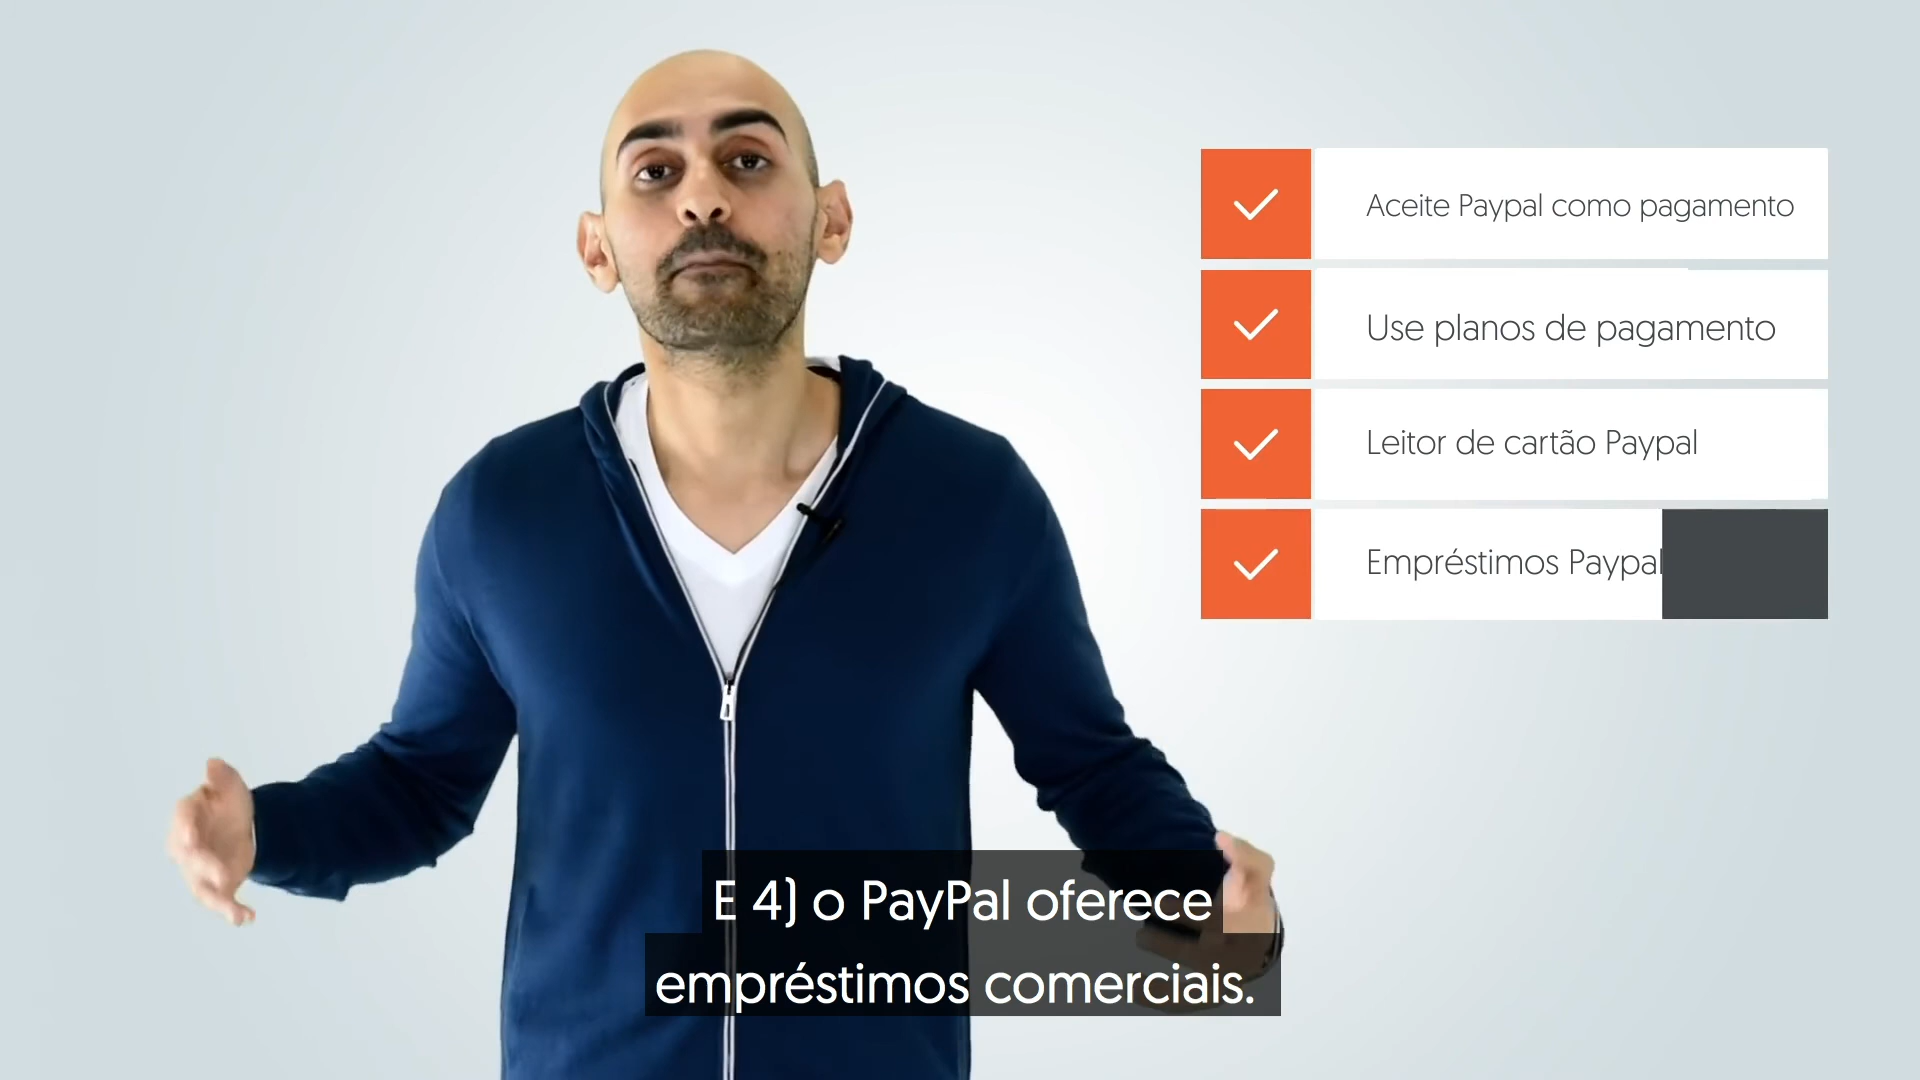 Aceite Paypal como pagamento
Use planos de pagamento
Leitor de cartão Paypal
Empréstimos Paypal
E 4) o PayPal oferece
empréstimos comerciais.